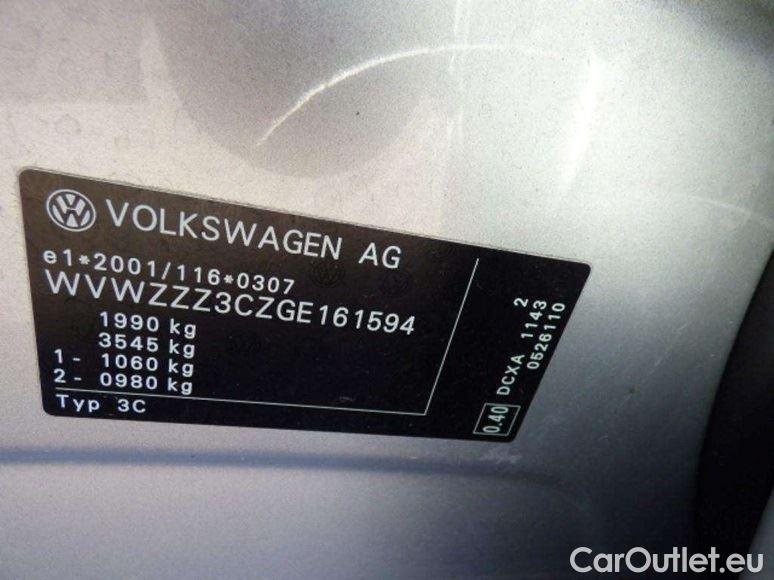 VOLKSWAGEN AG
e1*2001/116*0307
WVWZZZ3CZGE161594
1990 kg
3545 kg
1- 1060 kg
2- 0980 kg
Typ 3C
0.40 DCXA 1143 2
0526110
CarOutlet.eu